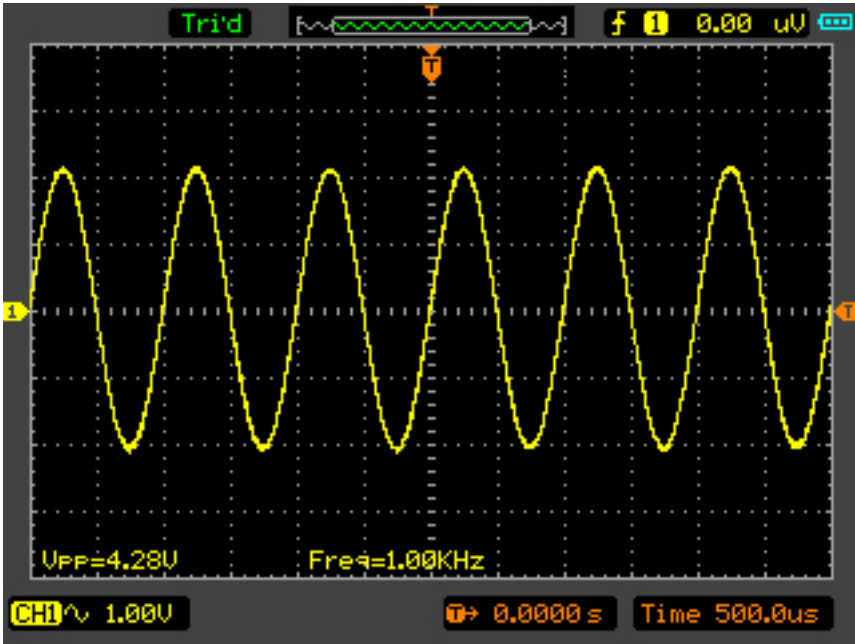 Tri'd T 1 0.00 uV
T
1 T
VPP=4.28V Freq=1.00KHz
CH1 1.00V T→ 0.0000s Time 500.0us